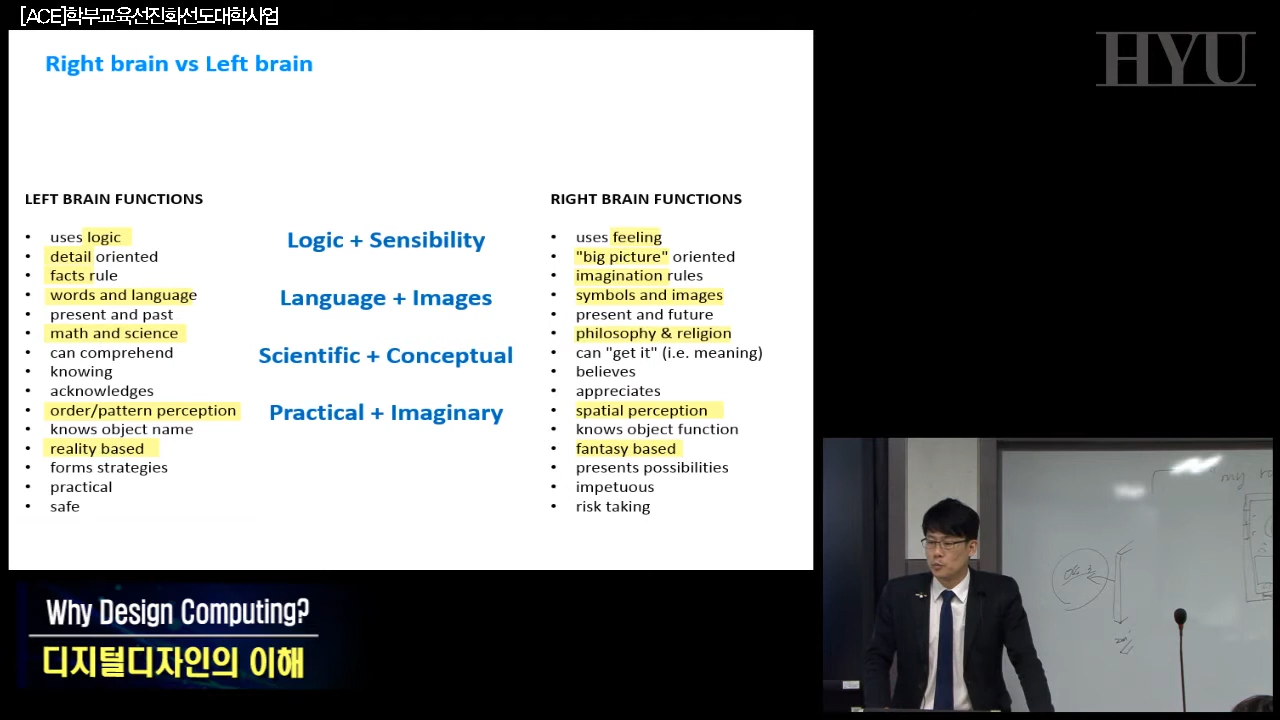 [ACE]학부교육선진화선도대학사업
HYU
Right brain vs Left brain
LEFT BRAIN FUNCTIONS
• uses logic
• detail oriented
• facts rule
• words and language
• present and past
• math and science
• can comprehend
• knowing
• acknowledges
• order/pattern perception
• knows object name
• reality based
• forms strategies
• practical
• safe
Logic + Sensibility
Language + Images
Scientific + Conceptual
Practical + Imaginary
RIGHT BRAIN FUNCTIONS
• uses feeling
• "big picture" oriented
• imagination rules
• symbols and images
• present and future
• philosophy & religion
• can "get it" (i.e. meaning)
• believes
• appreciates
• spatial perception
• knows object function
• fantasy based
• presents possibilities
• impetuous
• risk taking
Why Design Computing?
디지털디자인의 이해